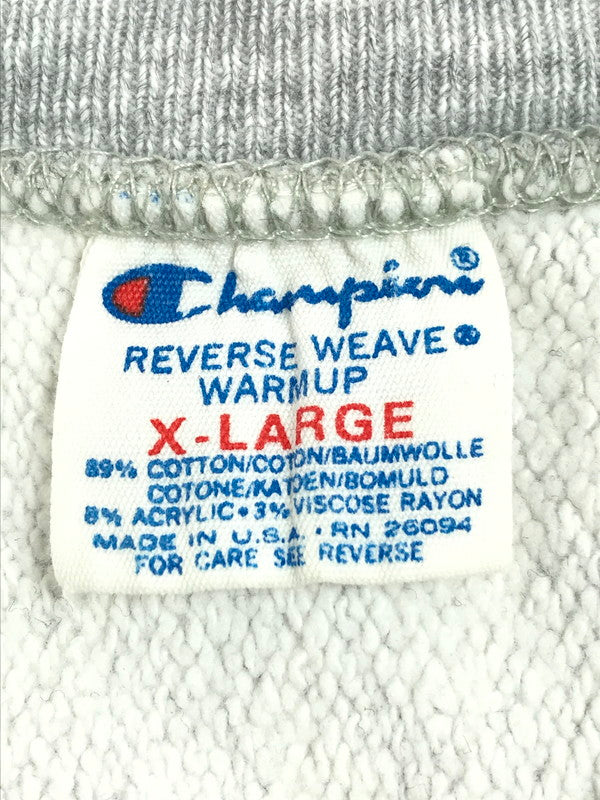 Champion®
REVERSE WEAVE®
WARMUP
X-LARGE
89% COTTON/COTON/BAUMWOLLE
COTONE/KATOEN/BOMULD
8% ACRYLIC • 3% VISCOSE RAYON
MADE IN U.S.A. • RN 26094
FOR CARE SEE REVERSE